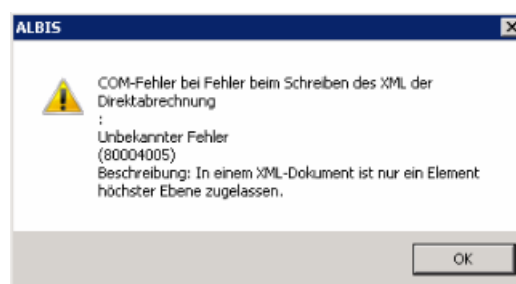 ALBIS
COM-Fehler bei Fehler beim Schreiben des XML der
Direktabrechnung
:
Unbekannter Fehler
(80004005)
Beschreibung: In einem XML-Dokument ist nur ein Element
höchster Ebene zugelassen.
OK